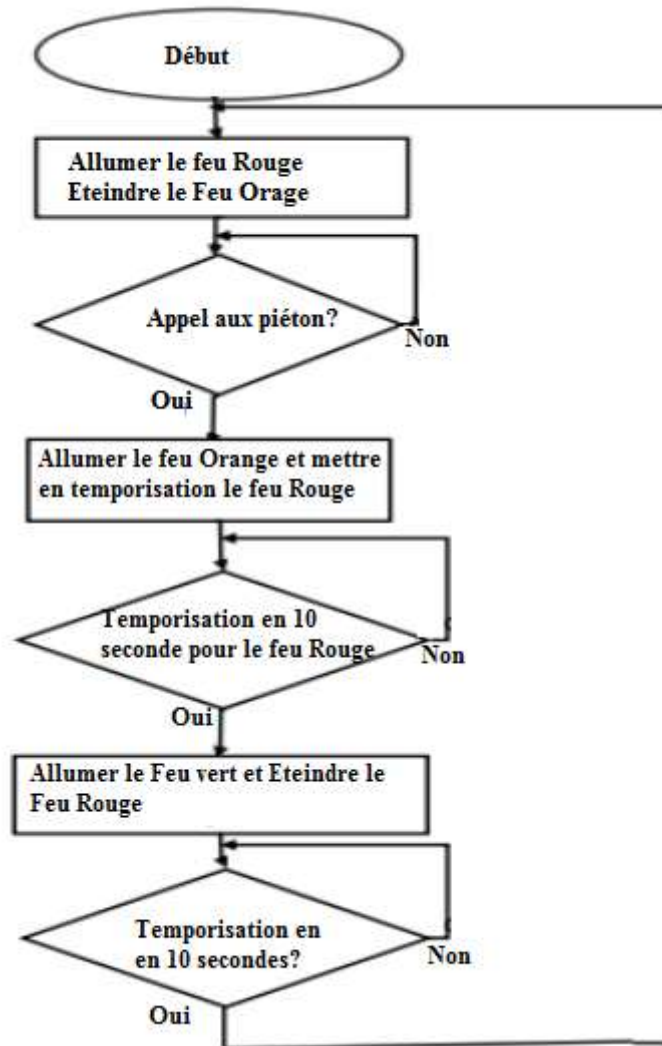 Début
Allumer le feu Rouge
Eteindre le Feu Orage
Appel aux piéton?
Non
Oui
Allumer le feu Orange et mettre
en temporisation le feu Rouge
Temporisation en 10
seconde pour le feu Rouge
Non
Oui
Allumer le Feu vert et Eteindre le
Feu Rouge
Temporisation en
en 10 secondes?
Non
Oui